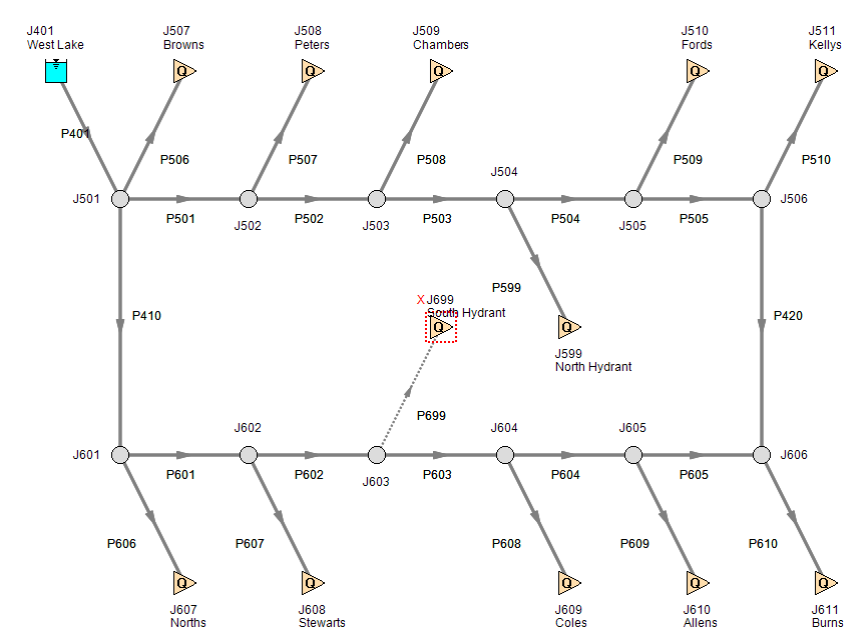 J401
West Lake
J507
Browns
J508
Peters
J509
Chambers
J510
Fords
J511
Kellys
Q
Q
Q
Q
Q
P401
P506
P507
P508
P509
P510
J504
J501
J506
P501
P502
P503
P504
P505
J502
J503
J505
P599
X J699
South Hydrant
P410
P420
Q
Q
J599
North Hydrant
P699
J602
J604
J605
J601
J606
P601
P602
P603
P604
P605
J603
P606
P607
P608
P609
P610
Q
Q
Q
Q
Q
J607
Norths
J608
Stewarts
J609
Coles
J610
Allens
J611
Burns